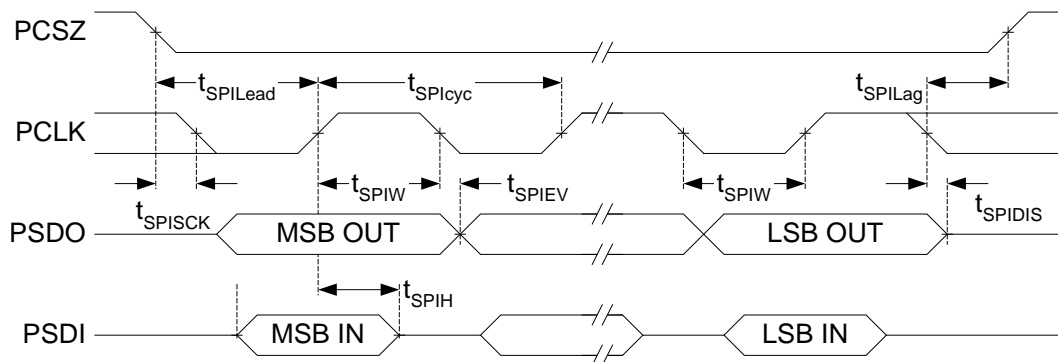 PCSZ
tSPILead
tSPIcyc
tSPILag
PCLK
tSPIW
tSPIEV
tSPIW
tSPISCK
tSPIDIS
PSDO
MSB OUT
LSB OUT
tSPIH
PSDI
MSB IN
LSB IN